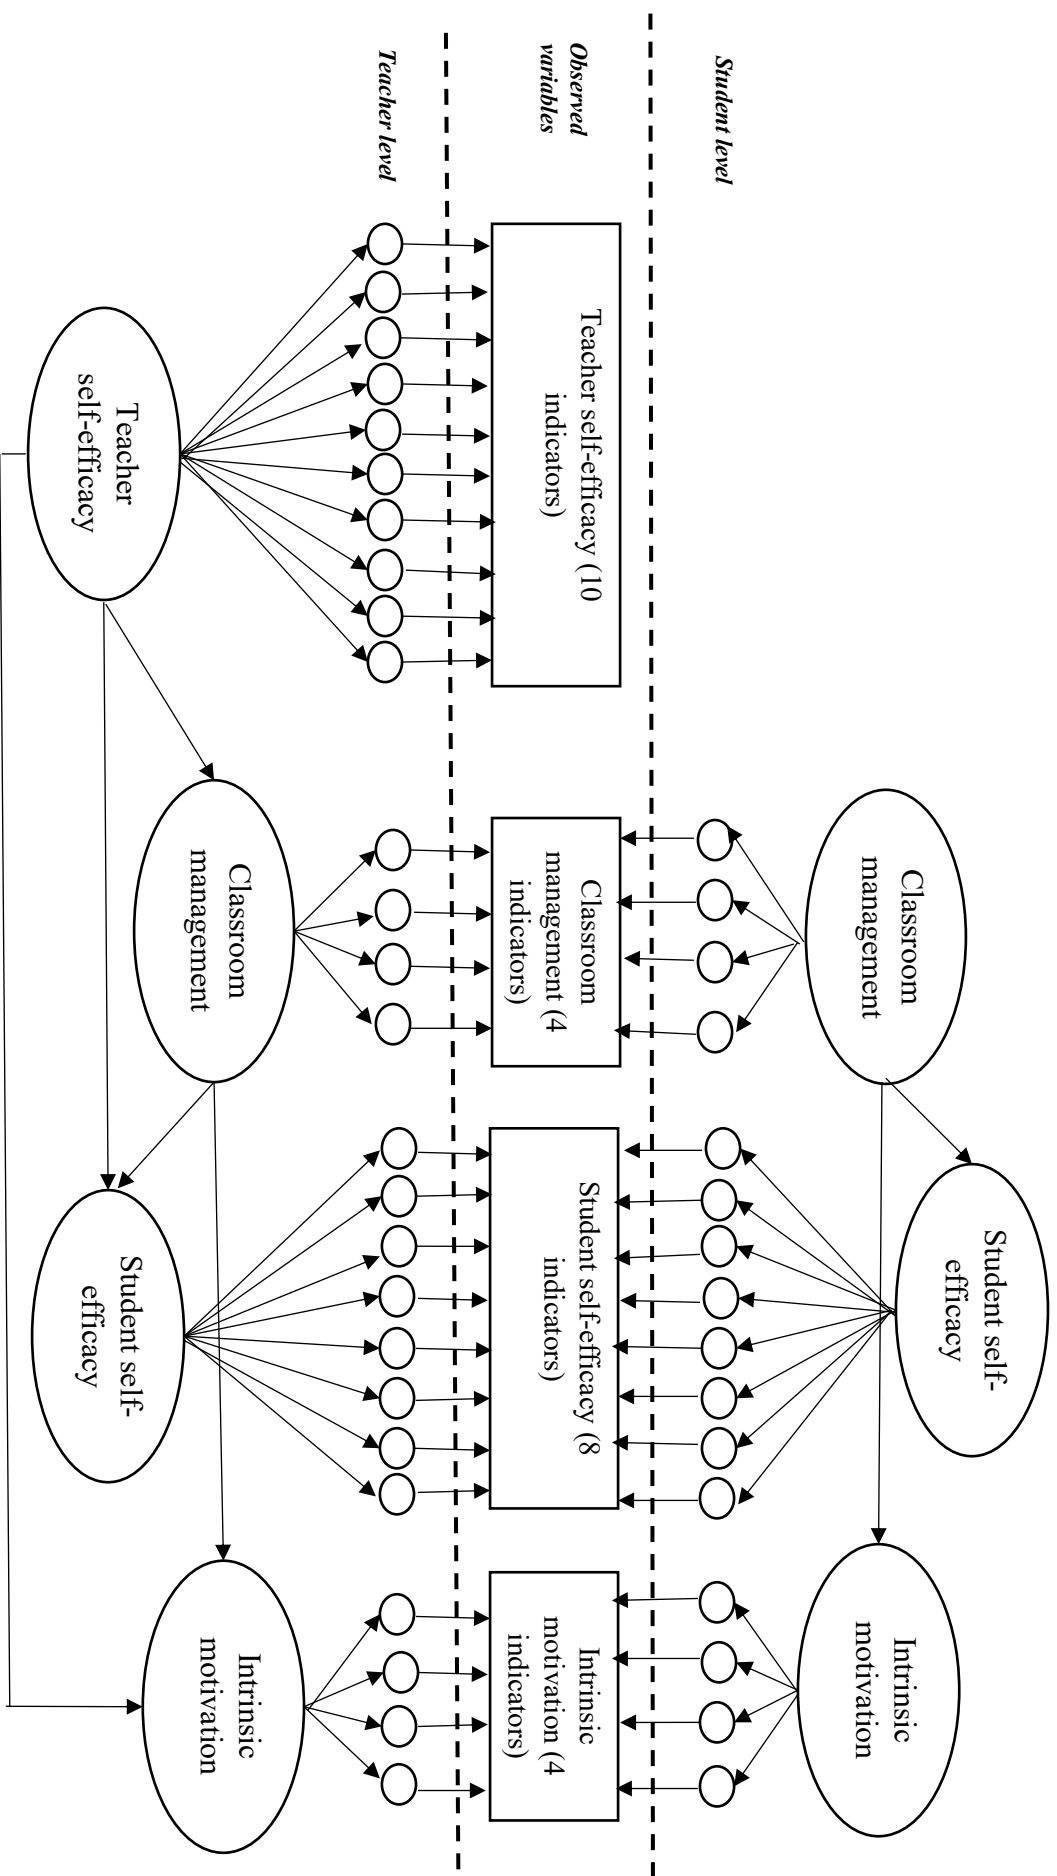 Student level
Classroom
management
Student self-
efficacy
Intrinsic
motivation
Observed
variables
Teacher self-efficacy (10
indicators)
Classroom
management (4
indicators)
Student self-efficacy (8
indicators)
Intrinsic
motivation (4
indicators)
Teacher level
Teacher
self-efficacy
Classroom
management
Student self-
efficacy
Intrinsic
motivation